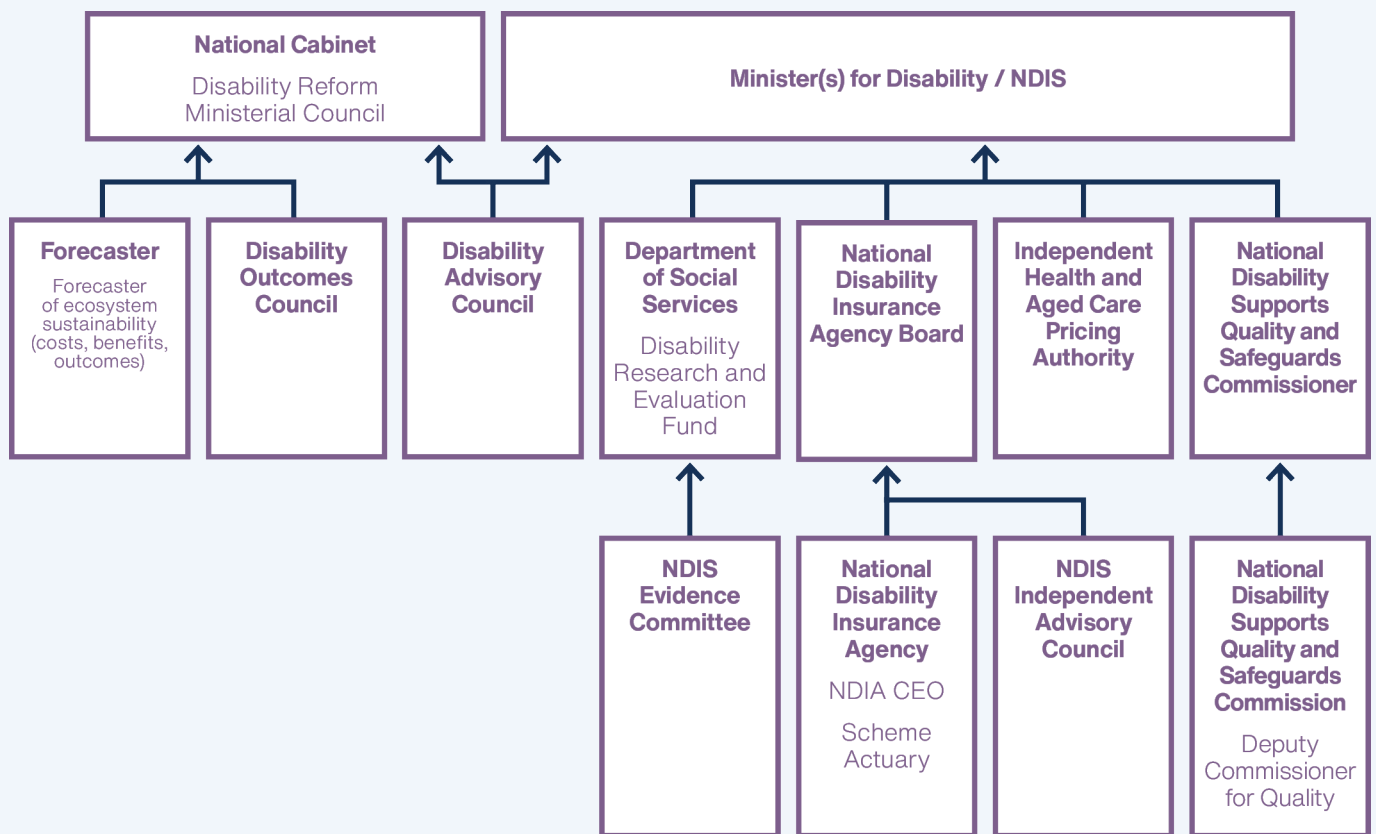 National Cabinet
Disability Reform
Ministerial Council
Minister(s) for Disability / NDIS
Forecaster
Forecaster
of ecosystem
sustainability
(costs, benefits,
outcomes)
Disability
Outcomes
Council
Disability
Advisory
Council
Department
of Social
Services
Disability
Research and
Evaluation
Fund
National
Disability
Insurance
Agency Board
Independent
Health and
Aged Care
Pricing
Authority
National
Disability
Supports
Quality and
Safeguards
Commissioner
NDIS
Evidence
Committee
National
Disability
Insurance
Agency
NDIA CEO
Scheme
Actuary
NDIS
Independent
Advisory
Council
National
Disability
Supports
Quality and
Safeguards
Commission
Deputy
Commissioner
for Quality